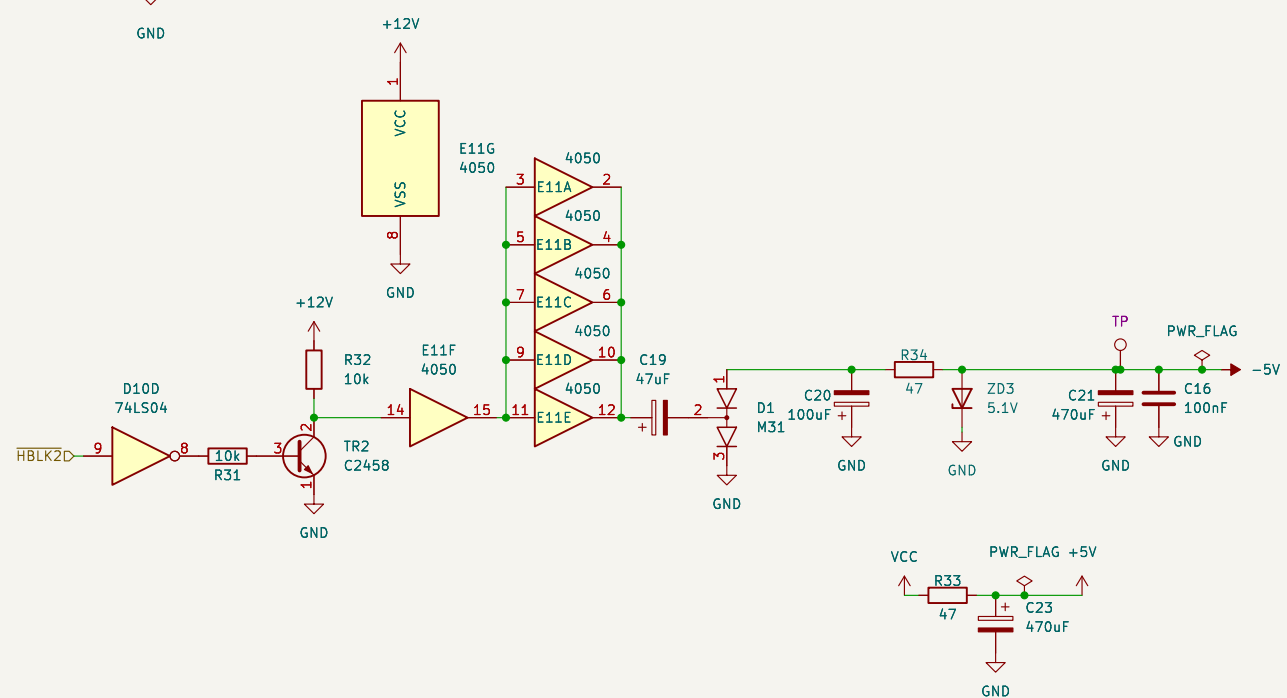 GND
+12V
1
VCC
VSS
8
E11G
4050
GND
+12V
R32
10k
D10D
74LS04
HBLK2
9
8
10k
R31
3
2
1
TR2
C2458
GND
E11F
4050
14
15
4050
3
E11A
2
4050
5
E11B
4
4050
7
E11C
6
4050
9
E11D
10
4050
11
E11E
12
C19
47uF
+
2
1
3
D1
M31
GND
C20
100uF
+
GND
R34
47
ZD3
5.1V
GND
TP
C21
470uF
+
GND
PWR_FLAG
C16
100nF
GND
-5V
VCC
R33
47
PWR_FLAG
+5V
+
C23
470uF
GND